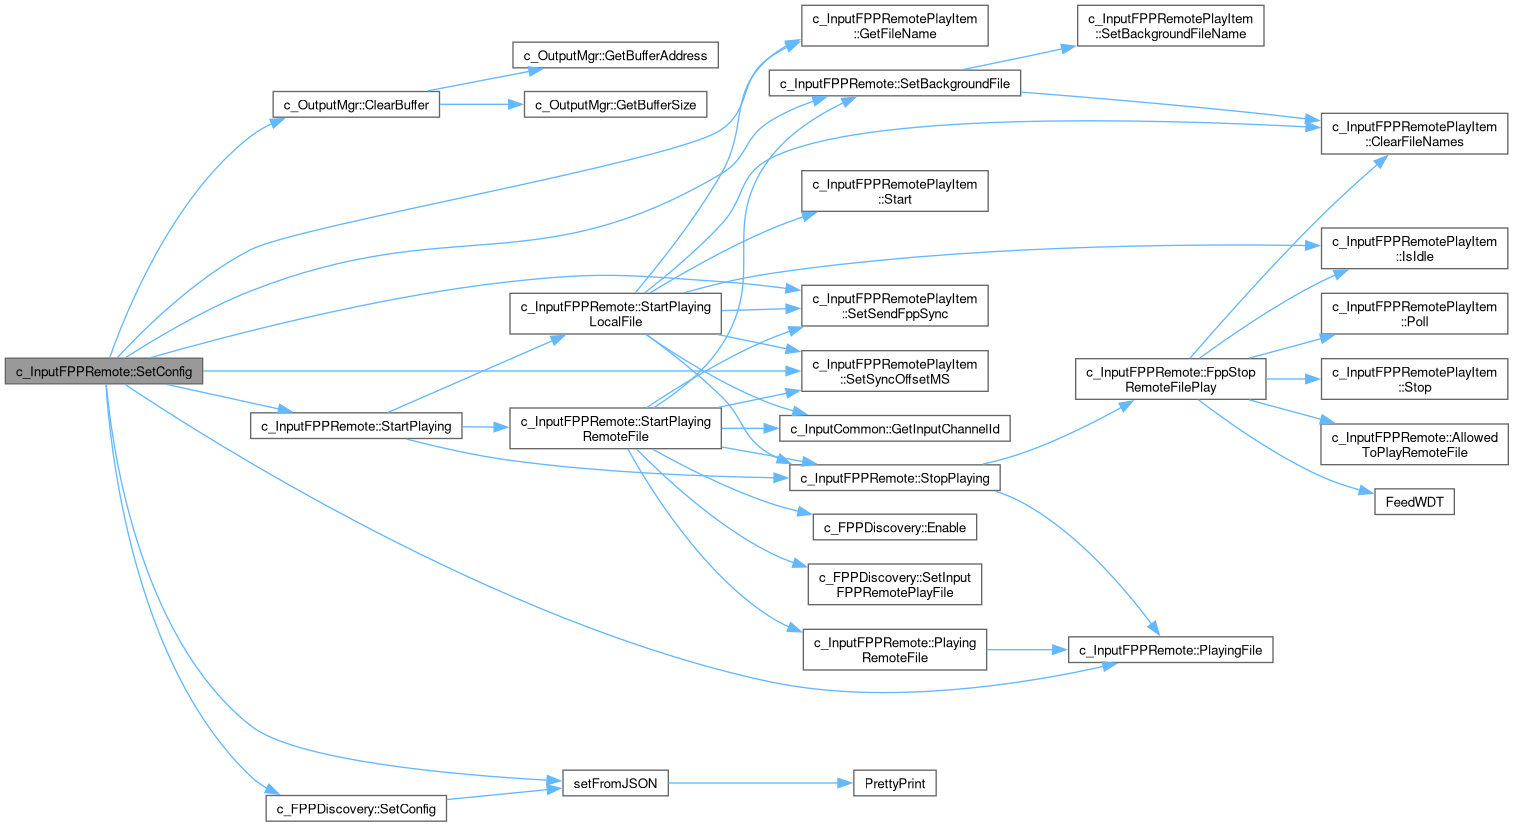 c_InputFPPRemote::SetConfig
c_OutputMgr::ClearBuffer
c_OutputMgr::GetBufferAddress
c_OutputMgr::GetBufferSize
c_InputFPPRemotePlayItem
::GetFileName
c_InputFPPRemote::SetBackgroundFile
c_InputFPPRemotePlayItem
::SetBackgroundFileName
c_InputFPPRemotePlayItem
::ClearFileNames
c_InputFPPRemotePlayItem
::Start
c_InputFPPRemotePlayItem
::IsIdle
c_InputFPPRemote::StartPlaying
LocalFile
c_InputFPPRemotePlayItem
::SetSendFppSync
c_InputFPPRemotePlayItem
::Poll
c_InputFPPRemotePlayItem
::SetSyncOffsetMS
c_InputFPPRemote::FppStop
RemoteFilePlay
c_InputFPPRemotePlayItem
::Stop
c_InputFPPRemote::StartPlaying
c_InputFPPRemote::StartPlaying
RemoteFile
c_InputCommon::GetInputChannelId
c_InputFPPRemote::Allowed
ToPlayRemoteFile
c_InputFPPRemote::StopPlaying
FeedWDT
c_FPPDiscovery::Enable
c_FPPDiscovery::SetInput
FPPRemotePlayFile
c_InputFPPRemote::Playing
RemoteFile
c_InputFPPRemote::PlayingFile
setFromJSON
PrettyPrint
c_FPPDiscovery::SetConfig